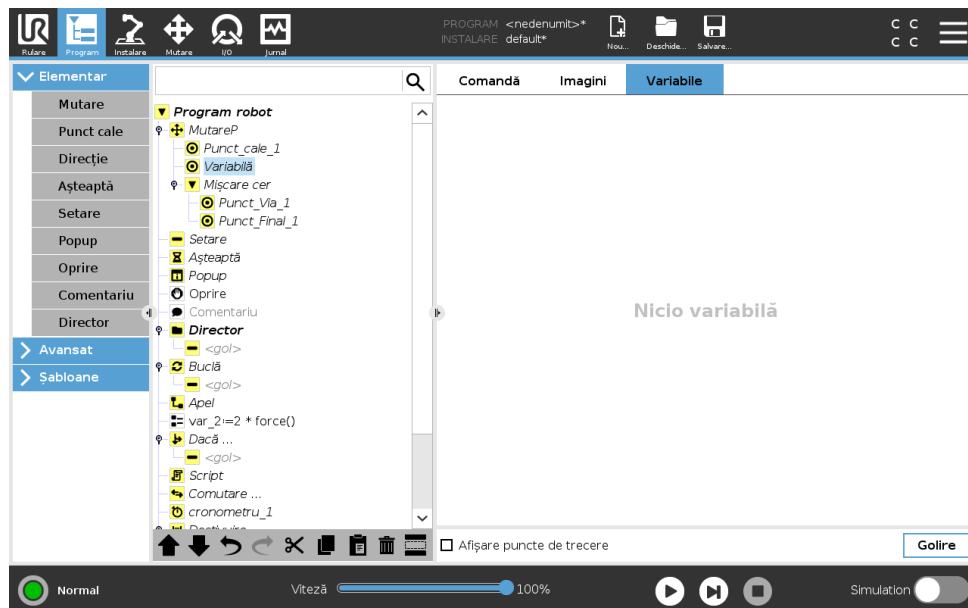 PROGRAM <nedenumit>*
INSTALARE default*
Rulare
Program
Instalare
Mutare
I/O
Jurnal
Nou...
Deschide...
Salvare...
C C
C C
Elementar
Mutare
Punct cale
Direcție
Așteaptă
Setare
Popup
Oprire
Comentariu
Director
Avansat
Șabloane
Program robot
MutareP
Punct_cale_1
Variabilă
Mișcare cer
Punct_Via_1
Punct_Final_1
Setare
Așteaptă
Popup
Oprire
Comentariu
Director
<gol>
Buclă
<gol>
Apel
var_2:=2 * force()
Dacă ...
<gol>
Script
Comutare ...
cronometru_1
Comandă
Imagini
Variabile
Nicio variabilă
Afișare puncte de trecere
Golire
Normal
Viteză
100%
Simulation